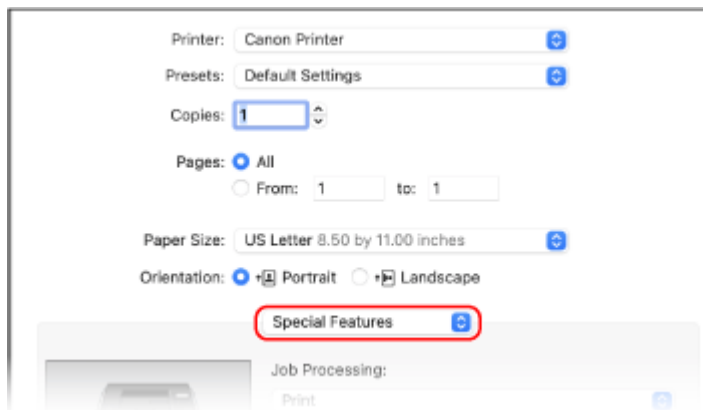 Printer: Canon Printer
Presets: Default Settings
Copies: 1
Pages: All
From: 1 to: 1
Paper Size: US Letter 8.50 by 11.00 inches
Orientation: Portrait Landscape
Special Features
Job Processing:
Print